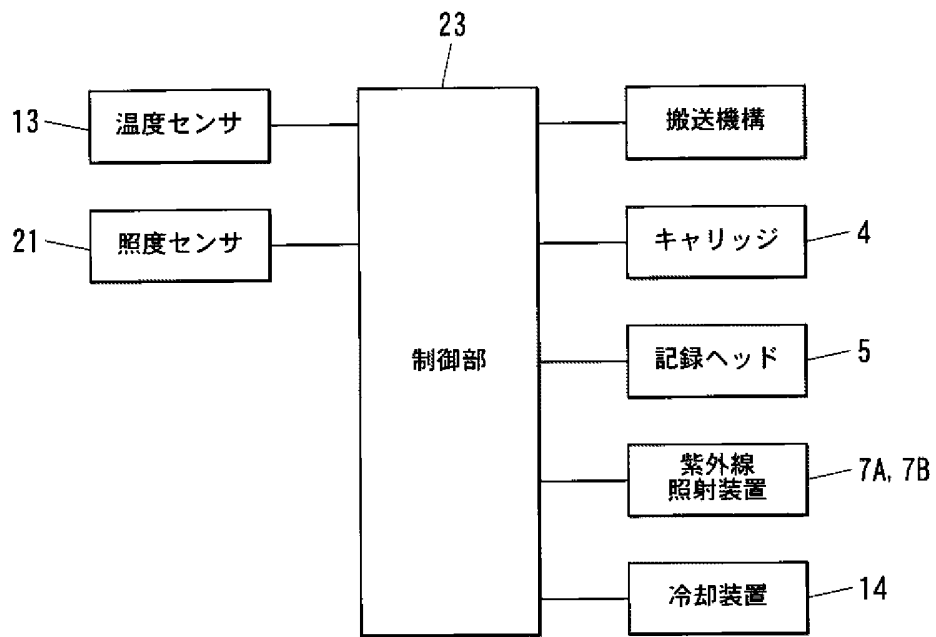 23
13
温度センサ
21
照度センサ
制御部
搬送機構
キャリッジ
4
記録ヘッド
5
紫外線
照射装置
7A, 7B
冷却装置
14